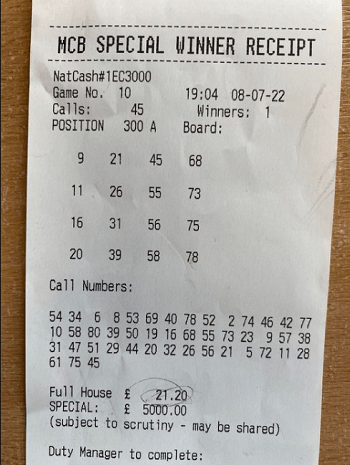 MCB SPECIAL WINNER RECEIPT
NatCash#1EC3000
Game No. 10 19:04 08-07-22
Calls: 45 Winners: 1
POSITION 300 A Board:
9 21 45 68
11 26 55 73
16 31 56 75
20 39 58 78
Call Numbers:
54 34 6 8 53 69 40 78 52 2 74 46 42 77
10 58 80 39 50 19 16 68 55 73 23 9 57 38
31 47 51 29 44 20 32 26 56 21 5 72 11 28
61 75 45
Full House £ 21.20
SPECIAL: £ 5000.00
(subject to scrutiny - may be shared)
Duty Manager to complete: